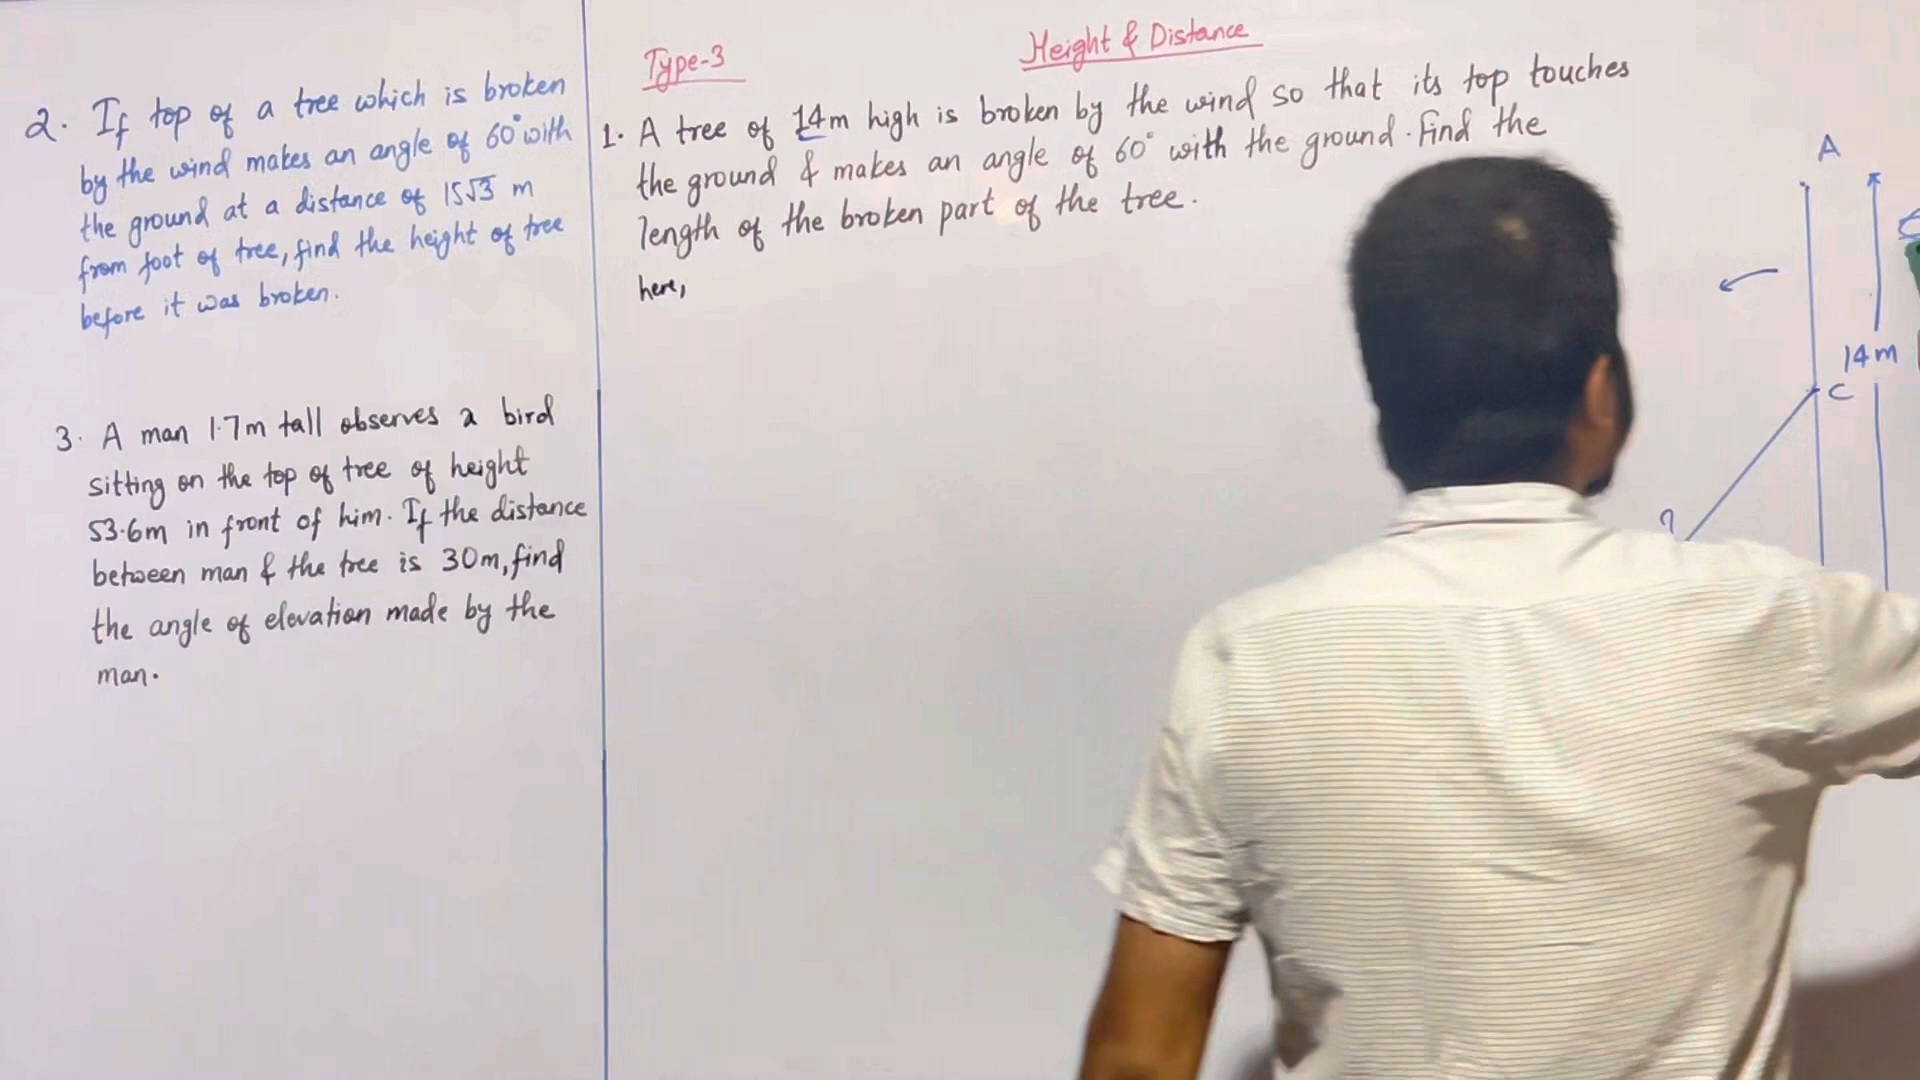 Type-3
Height & Distance
1. A tree of 14m high is broken by the wind so that its top touches
the ground & makes an angle of 60° with the ground. Find the
length of the broken part of the tree.
here,
2. If top of a tree which is broken
by the wind makes an angle of 60° with
the ground at a distance of 15√3 m
from foot of tree, find the height of tree
before it was broken.
3. A man 1.7m tall observes a bird
sitting on the top of tree of height
53.6m in front of him. If the distance
between man & the tree is 30m, find
the angle of elevation made by the
man.
A
14m
C
?